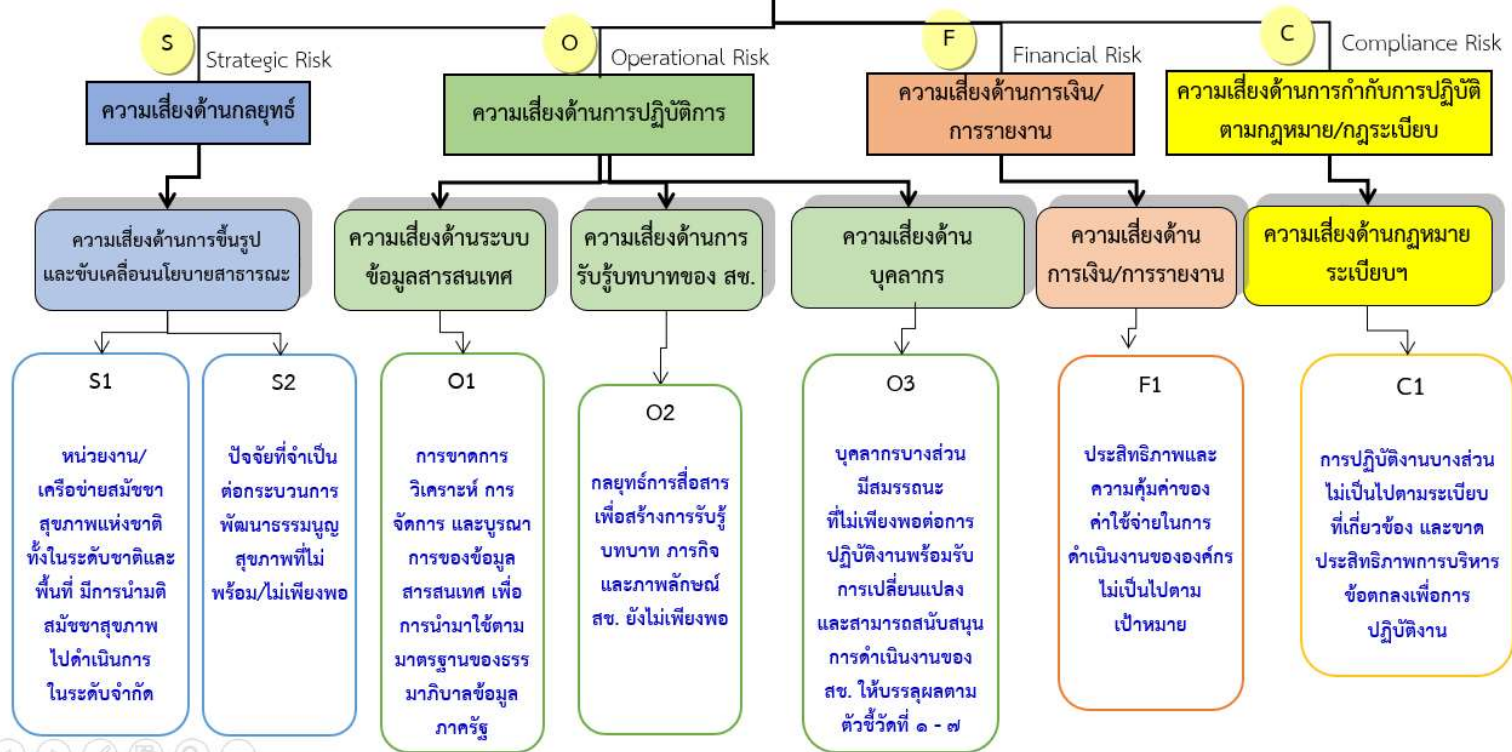 S
Strategic Risk
ความเสี่ยงด้านกลยุทธ์
O
Operational Risk
ความเสี่ยงด้านการปฏิบัติการ
F
Financial Risk
ความเสี่ยงด้านการเงิน/
การรายงาน
C
Compliance Risk
ความเสี่ยงด้านการกำกับการปฏิบัติ
ตามกฎหมาย/กฎระเบียบ
ความเสี่ยงด้านการขึ้นรูป
และขับเคลื่อนนโยบายสาธารณะ
ความเสี่ยงด้านระบบ
ข้อมูลสารสนเทศ
ความเสี่ยงด้านการ
รับรู้บทบาทของ สช.
ความเสี่ยงด้าน
บุคลากร
ความเสี่ยงด้าน
การเงิน/การรายงาน
ความเสี่ยงด้านกฎหมาย
ระเบียบฯ
S1
หน่วยงาน/
เครือข่ายสมัชชา
สุขภาพแห่งชาติ
ทั้งในระดับชาติและ
พื้นที่ มีการนำมติ
สมัชชาสุขภาพ
ไปดำเนินการ
ในระดับจำกัด
S2
ปัจจัยที่จำเป็น
ต่อกระบวนการ
พัฒนาธรรมนูญ
สุขภาพที่ไม่
พร้อม/ไม่เพียงพอ
O1
การขาดการ
วิเคราะห์ การ
จัดการ และบูรณา
การของข้อมูล
สารสนเทศ เพื่อ
การนำมาใช้ตาม
มาตรฐานของธรร
มาภิบาลข้อมูล
ภาครัฐ
O2
กลยุทธ์การสื่อสาร
เพื่อสร้างการรับรู้
บทบาท ภารกิจ
และภาพลักษณ์
สช. ยังไม่เพียงพอ
O3
บุคลากรบางส่วน
มีสมรรถนะ
ที่ไม่เพียงพอต่อการ
ปฏิบัติงานพร้อมรับ
การเปลี่ยนแปลง
และสามารถสนับสนุน
การดำเนินงานของ
สช. ให้บรรลุผลตาม
ตัวชี้วัดที่ ๑ - ๗
F1
ประสิทธิภาพและ
ความคุ้มค่าของ
ค่าใช้จ่ายในการ
ดำเนินงานขององค์กร
ไม่เป็นไปตาม
เป้าหมาย
C1
การปฏิบัติงานบางส่วน
ไม่เป็นไปตามระเบียบ
ที่เกี่ยวข้อง และขาด
ประสิทธิภาพการบริหาร
ข้อตกลงเพื่อการ
ปฏิบัติงาน